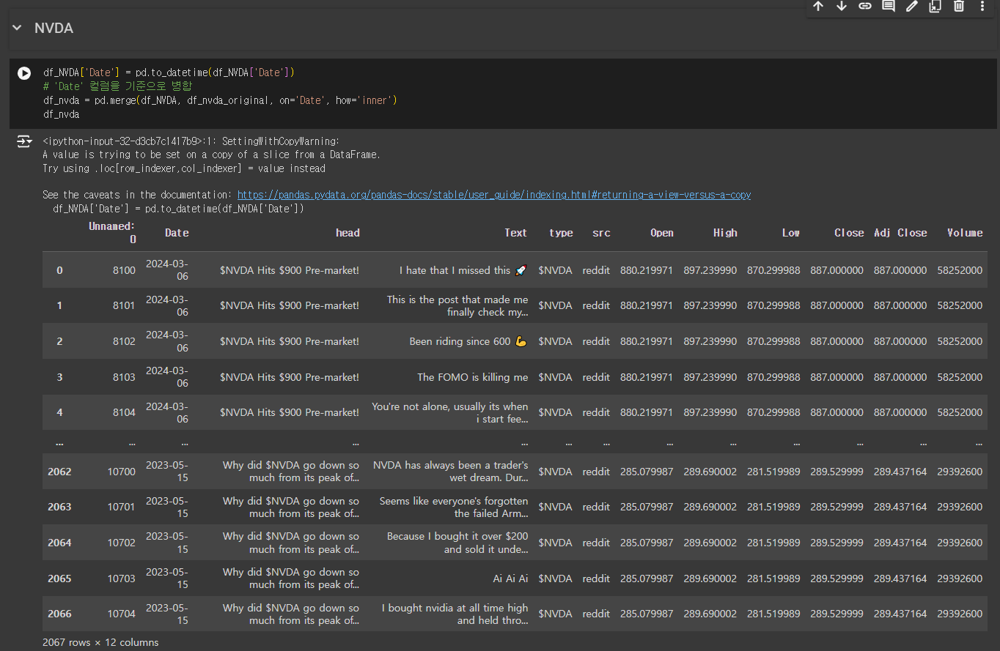 NVDA
df_NVDA['Date'] = pd.to_datetime(df_NVDA['Date'])
# 'Date' 컬럼을 기준으로 병합
df_nvda = pd.merge(df_NVDA, df_nvda_original, on='Date', how='inner')
df_nvda
<ipython-input-32-d3cb7c1417b9>:1: SettingWithCopyWarning:
A value is trying to be set on a copy of a slice from a DataFrame.
Try using .loc[row_indexer,col_indexer] = value instead
See the caveats in the documentation: https://pandas.pydata.org/pandas-docs/stable/user_guide/indexing.html#returning-a-view-versus-a-copy
df_NVDA['Date'] = pd.to_datetime(df_NVDA['Date'])
Unnamed: 0 Date head Text type src Open High Low Close Adj Close Volume
0 8100 2024-03-06 $NVDA Hits $900 Pre-market! I hate that I missed this 🚀 $NVDA reddit 880.219971 897.239990 870.299988 887.000000 887.000000 58252000
1 8101 2024-03-06 $NVDA Hits $900 Pre-market! This is the post that made me finally check my... $NVDA reddit 880.219971 897.239990 870.299988 887.000000 887.000000 58252000
2 8102 2024-03-06 $NVDA Hits $900 Pre-market! Been riding since 600 💪 $NVDA reddit 880.219971 897.239990 870.299988 887.000000 887.000000 58252000
3 8103 2024-03-06 $NVDA Hits $900 Pre-market! The FOMO is killing me $NVDA reddit 880.219971 897.239990 870.299988 887.000000 887.000000 58252000
4 8104 2024-03-06 $NVDA Hits $900 Pre-market! You're not alone, usually its when i start fee... $NVDA reddit 880.219971 897.239990 870.299988 887.000000 887.000000 58252000
... ... ... ... ... ... ... ... ... ... ... ... ...
2062 10700 2023-05-15 Why did $NVDA go down so much from its peak of... NVDA has always been a trader's wet dream. Dur... $NVDA reddit 285.079987 289.690002 281.519989 289.529999 289.437164 29392600
2063 10701 2023-05-15 Why did $NVDA go down so much from its peak of... Seems like everyone's forgotten the failed Arm... $NVDA reddit 285.079987 289.690002 281.519989 289.529999 289.437164 29392600
2064 10702 2023-05-15 Why did $NVDA go down so much from its peak of... Because I bought it over $200 and sold it unde... $NVDA reddit 285.079987 289.690002 281.519989 289.529999 289.437164 29392600
2065 10703 2023-05-15 Why did $NVDA go down so much from its peak of... Ai Ai Ai $NVDA reddit 285.079987 289.690002 281.519989 289.529999 289.437164 29392600
2066 10704 2023-05-15 Why did $NVDA go down so much from its peak of... I bought nvidia at all time high and held thro... $NVDA reddit 285.079987 289.690002 281.519989 289.529999 289.437164 29392600
2067 rows × 12 columns